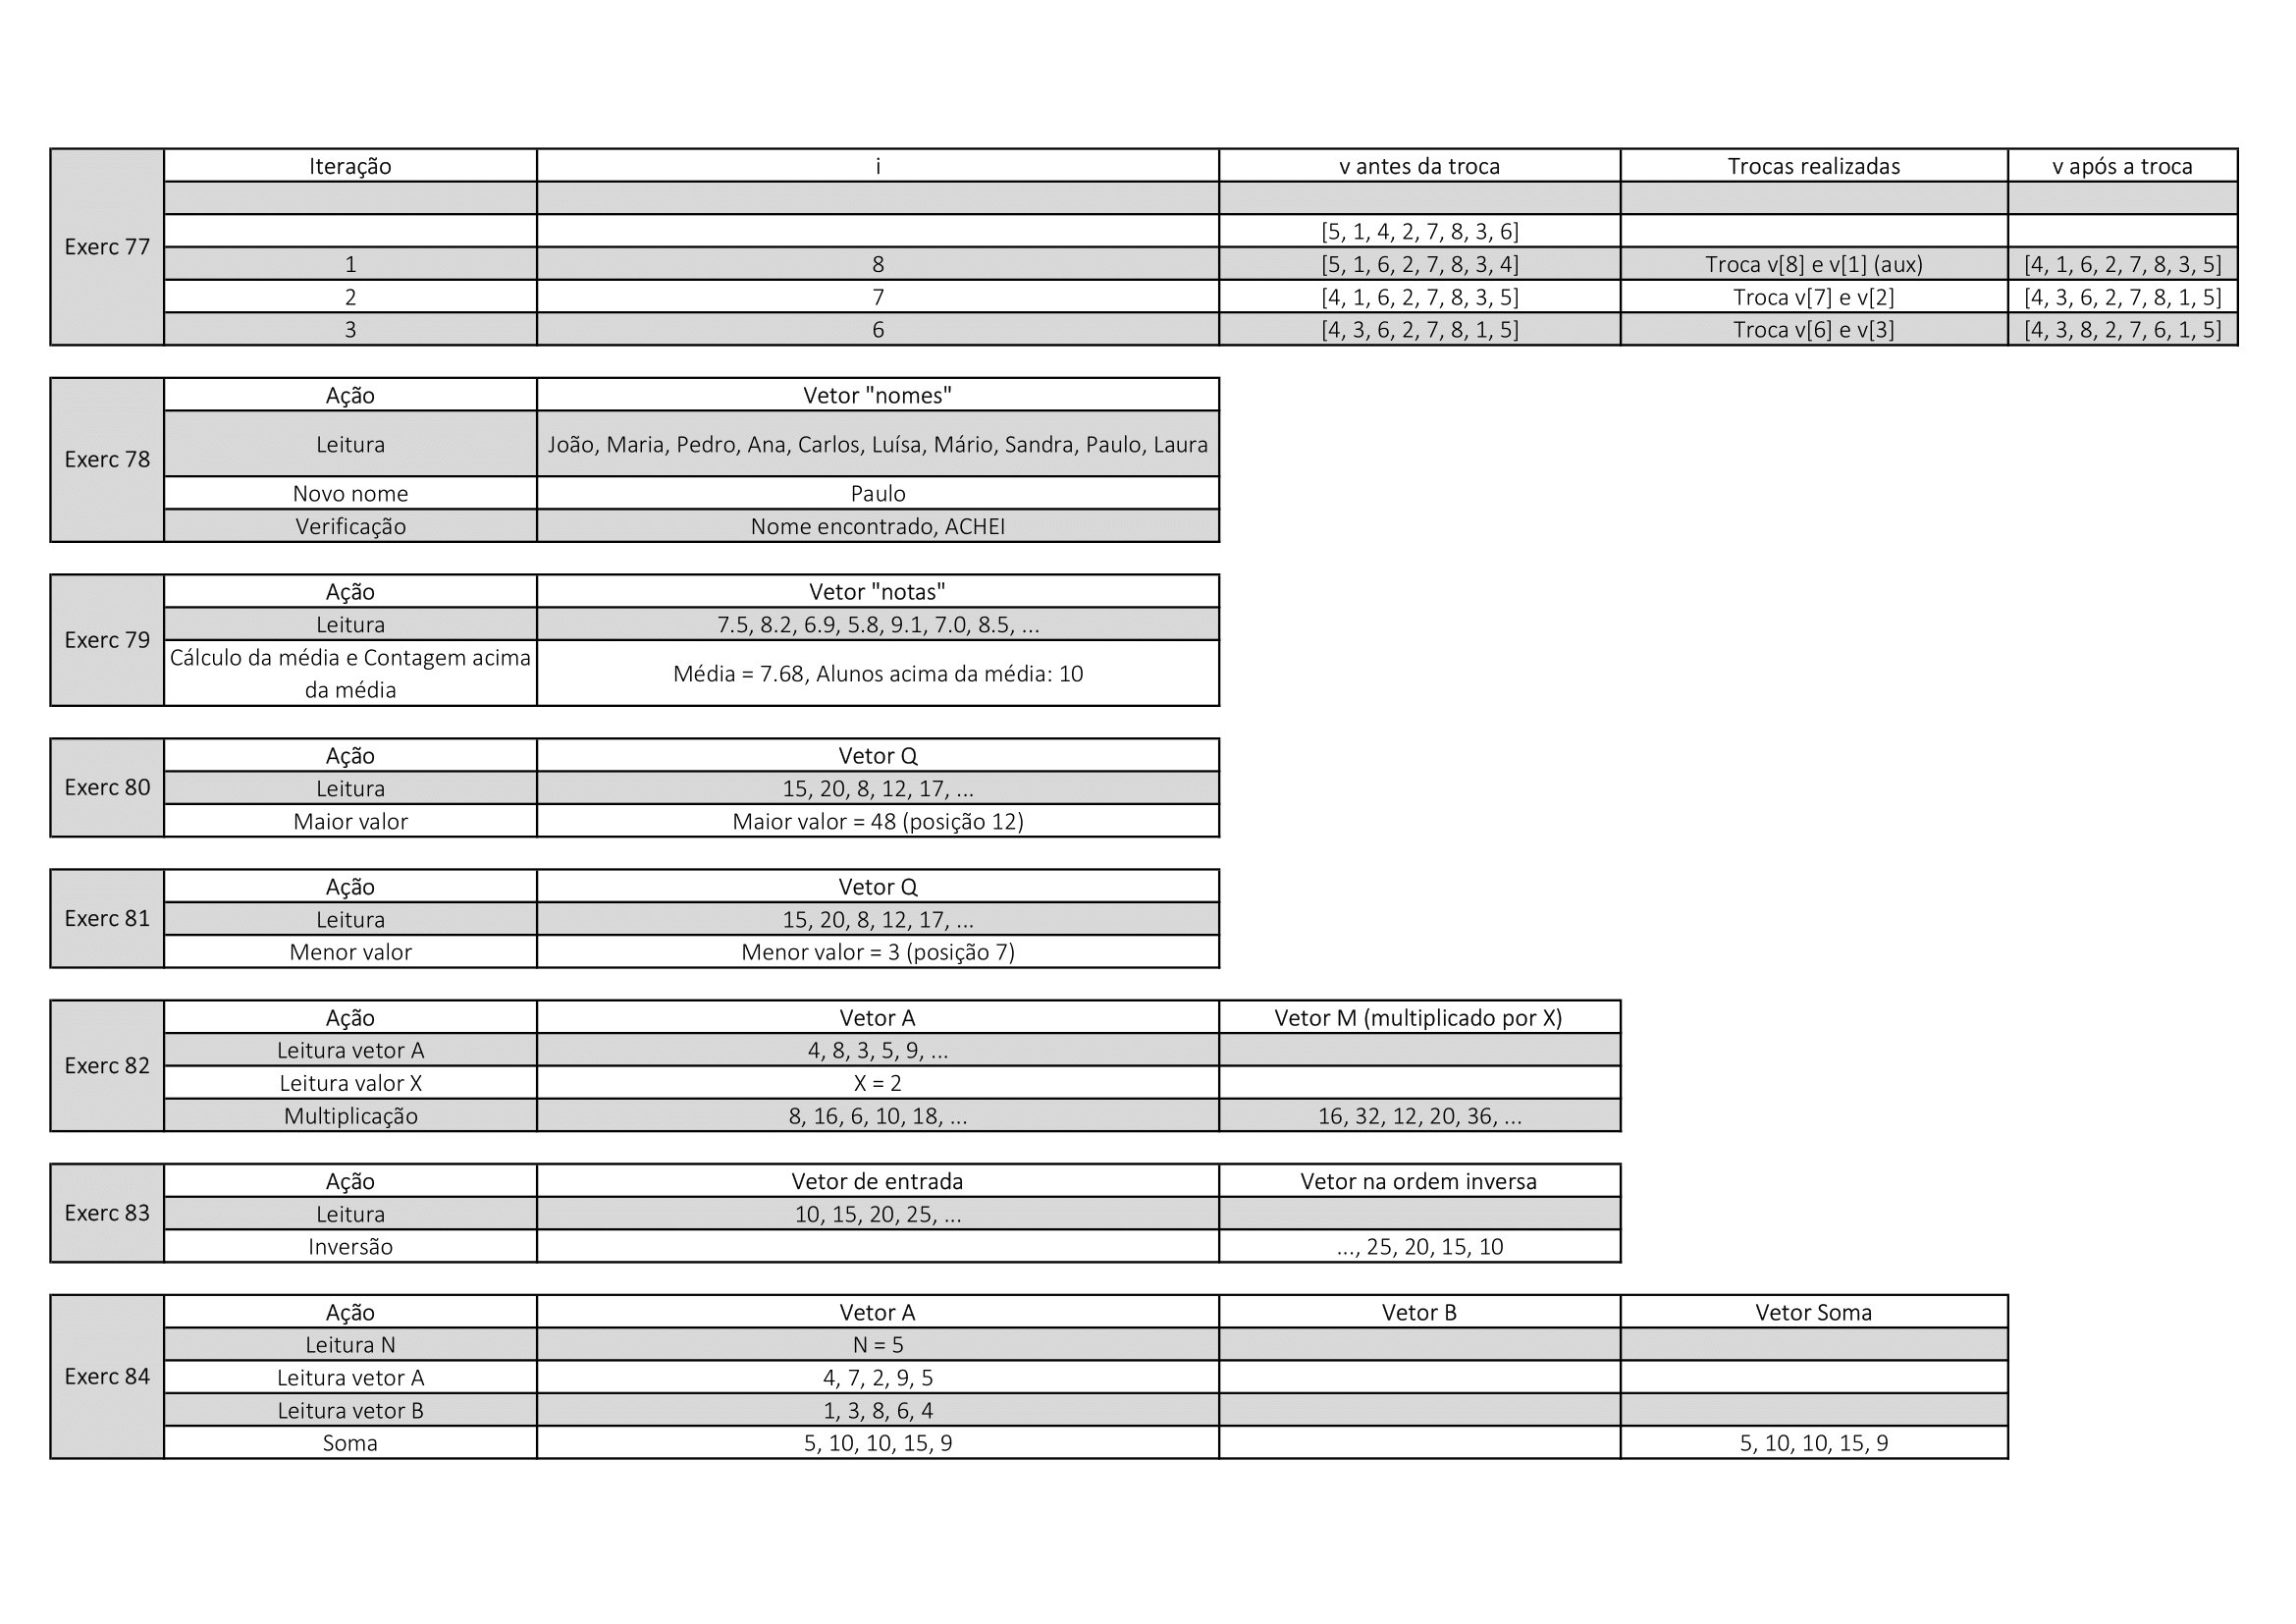 Exerc 77
Iteração i v antes da troca Trocas realizadas v após a troca
[5, 1, 4, 2, 7, 8, 3, 6]
1 8 [5, 1, 6, 2, 7, 8, 3, 4] Troca v[8] e v[1] (aux) [4, 1, 6, 2, 7, 8, 3, 5]
2 7 [4, 1, 6, 2, 7, 8, 3, 5] Troca v[7] e v[2] [4, 3, 6, 2, 7, 8, 1, 5]
3 6 [4, 3, 6, 2, 7, 8, 1, 5] Troca v[6] e v[3] [4, 3, 8, 2, 7, 6, 1, 5]
Exerc 78
Ação Vetor "nomes"
Leitura João, Maria, Pedro, Ana, Carlos, Luísa, Mário, Sandra, Paulo, Laura
Novo nome Paulo
Verificação Nome encontrado, ACHEI
Exerc 79
Ação Vetor "notas"
Leitura 7.5, 8.2, 6.9, 5.8, 9.1, 7.0, 8.5, ...
Cálculo da média e Contagem acima
da média
Média = 7.68, Alunos acima da média: 10
Exerc 80
Ação Vetor Q
Leitura 15, 20, 8, 12, 17, ...
Maior valor Maior valor = 48 (posição 12)
Exerc 81
Ação Vetor Q
Leitura 15, 20, 8, 12, 17, ...
Menor valor Menor valor = 3 (posição 7)
Exerc 82
Ação Vetor A Vetor M (multiplicado por X)
Leitura vetor A 4, 8, 3, 5, 9, ...
Leitura valor X X = 2
Multiplicação 8, 16, 6, 10, 18, ... 16, 32, 12, 20, 36, ...
Exerc 83
Ação Vetor de entrada Vetor na ordem inversa
Leitura 10, 15, 20, 25, ...
Inversão ..., 25, 20, 15, 10
Exerc 84
Ação Vetor A Vetor B Vetor Soma
Leitura N N = 5
Leitura vetor A 4, 7, 2, 9, 5
Leitura vetor B 1, 3, 8, 6, 4
Soma 5, 10, 10, 15, 9 5, 10, 10, 15, 9